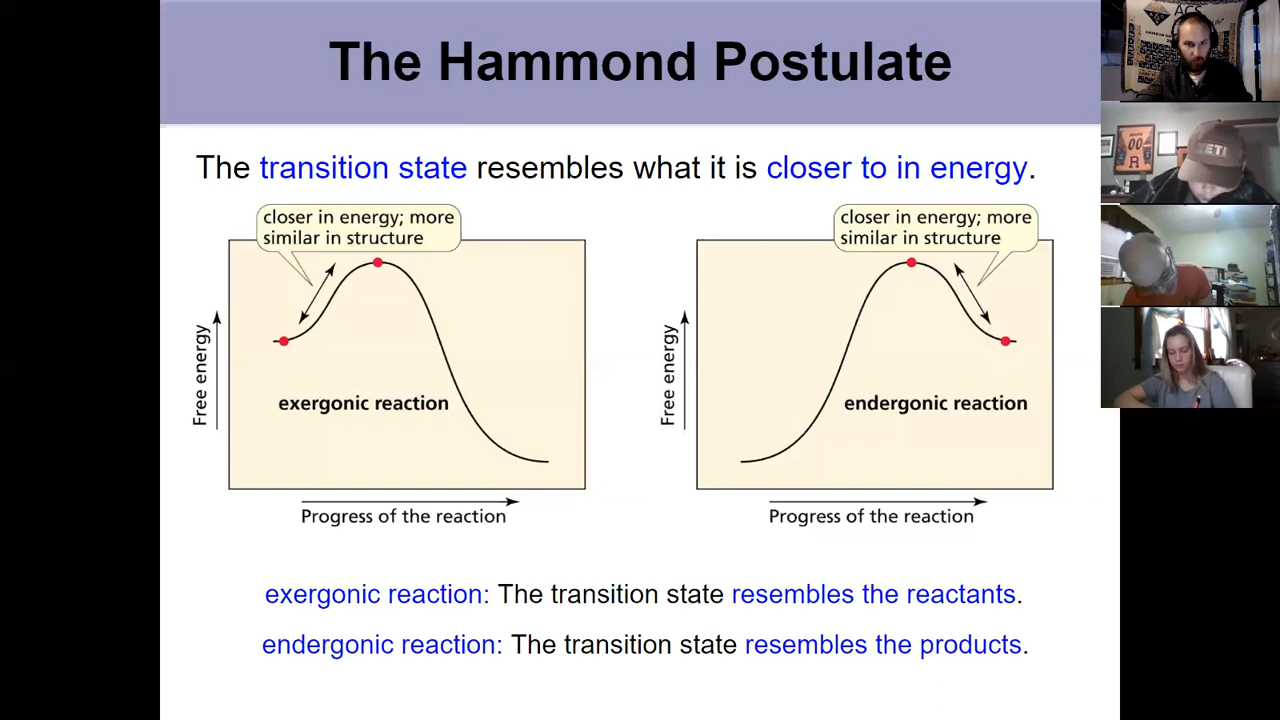 The Hammond Postulate
The transition state resembles what it is closer to in energy.
closer in energy; more
similar in structure
Free energy
exergonic reaction
Progress of the reaction
closer in energy; more
similar in structure
Free energy
endergonic reaction
Progress of the reaction
exergonic reaction: The transition state resembles the reactants.
endergonic reaction: The transition state resembles the products.
ACS
YETI
00